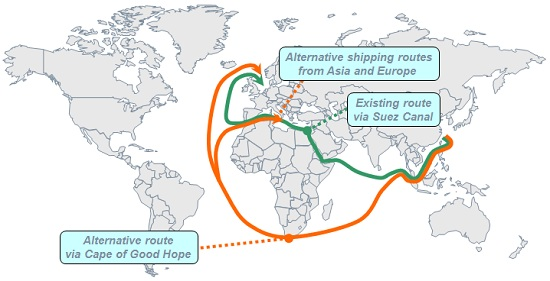 Alternative shipping routes
from Asia and Europe
Existing route
via Suez Canal
Alternative route
via Cape of Good Hope